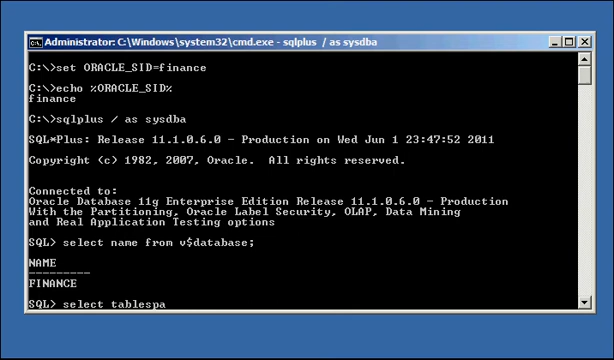 Administrator: C:\Windows\system32\cmd.exe - sqlplus / as sysdba
C:\>set ORACLE_SID=finance
C:\>echo %ORACLE_SID%
finance
C:\>sqlplus / as sysdba
SQL*Plus: Release 11.1.0.6.0 - Production on Wed Jun 1 23:47:52 2011
Copyright (c) 1982, 2007, Oracle.  All rights reserved.
Connected to:
Oracle Database 11g Enterprise Edition Release 11.1.0.6.0 - Production
With the Partitioning, Oracle Label Security, OLAP, Data Mining
and Real Application Testing options
SQL> select name from v$database;
NAME
---------
FINANCE
SQL> select tablespa